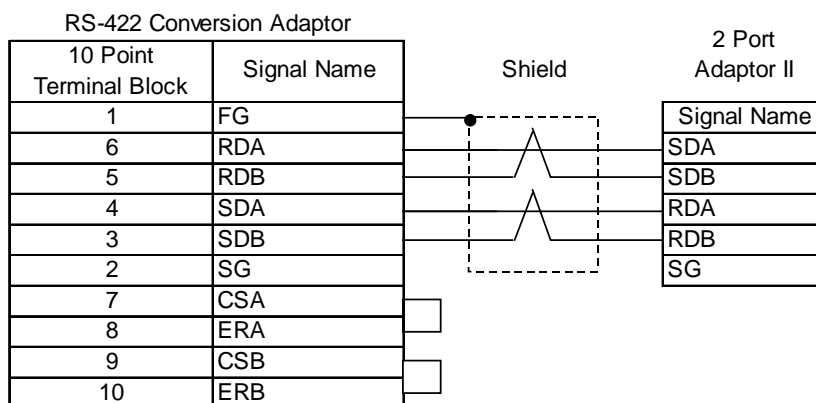 RS-422 Conversion Adaptor
10 Point
Terminal Block
Signal Name
Shield
2 Port
Adaptor II
1 FG
Signal Name
6 RDA
SDA
5 RDB
SDB
4 SDA
RDA
3 SDB
RDB
2 SG
SG
7 CSA
8 ERA
9 CSB
10 ERB